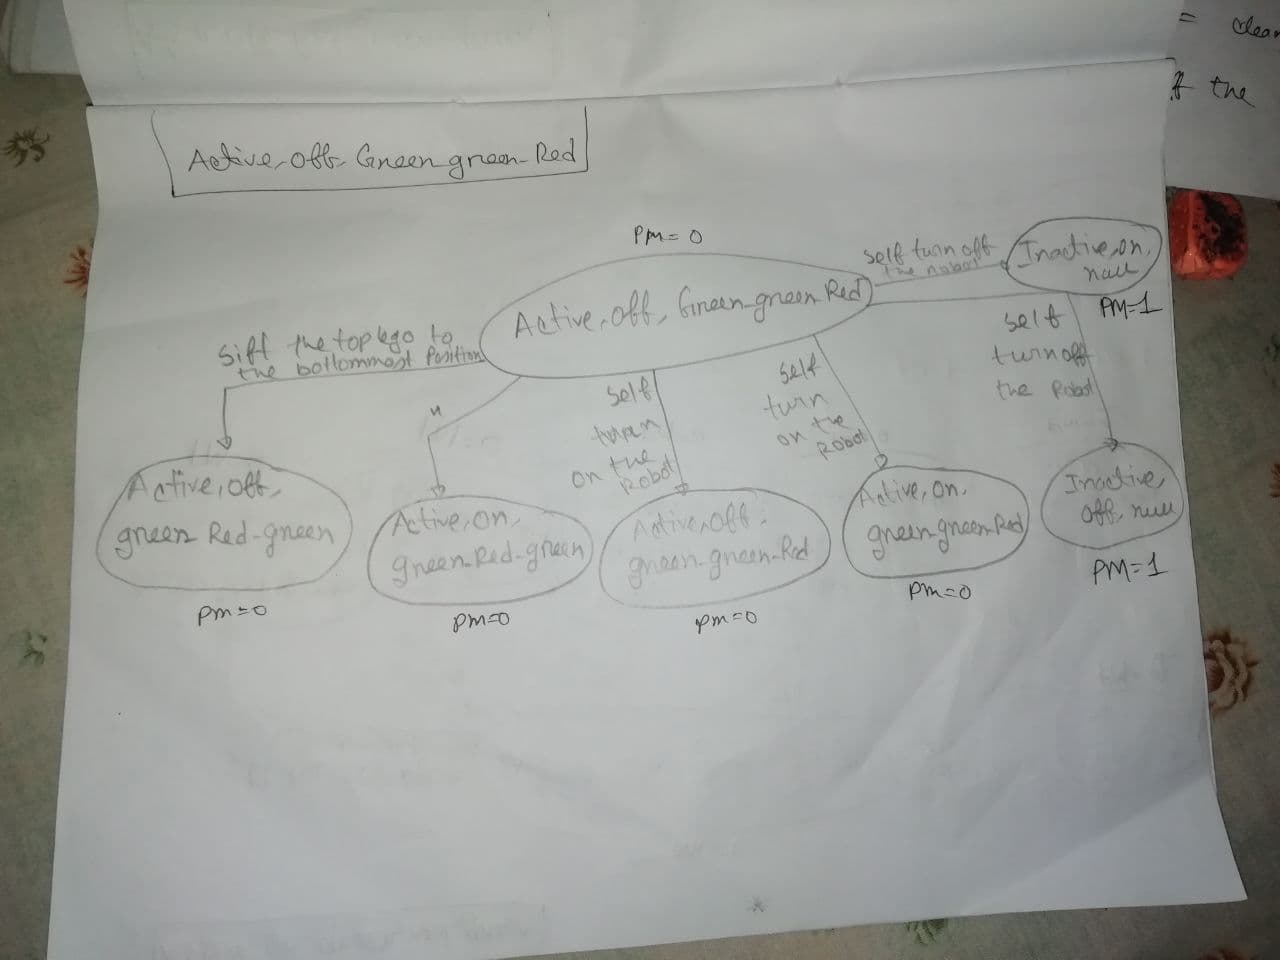 = clean
if the
Active, off, Green green-Red
PM=0
self turn off
the robot
Inactive, on,
null
PM=1
Active, off, Green-green Red
Sift the top lego to
the bottommost Position
"
self
turn
on the
Robot
self
turn
on the
Robot
self
turn off
the Robot
Active, off,
green Red-green
PM=0
Active, on,
green-Red-green
PM=0
Active, off.
green-green-Red
PM=0
Active, on.
green-green-Red
PM=0
Inactive,
off, null
PM=1